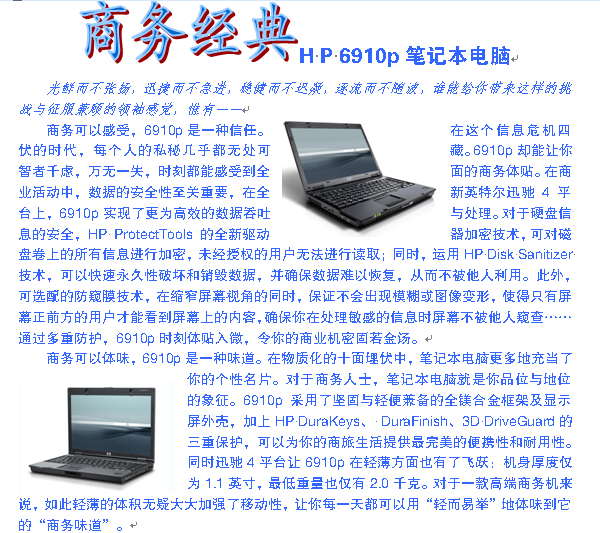 商务经典
H·P·6910p 笔记本电脑
光鲜而不张扬，迅捷而不急进，稳健而不迟凝，逐流而不随波，谁能给你带来这样的挑
战与征服兼顾的领袖感觉，惟有——
商务可以感受，6910p 是一种信任。在这个信息危机四
伏的时代，每个人的私秘几乎都无处可藏。6910p 却能让你
智者千虑，万无一失，时刻都能感受到全面的商务体贴。在商
业活动中，数据的安全性至关重要，在全新英特尔迅驰 4 平
台上，6910p 实现了更为高效的数据吞吐与处理。对于硬盘信
息的安全，HP·ProtectTools 的全新驱动器加密技术，可对磁
盘卷上的所有信息进行加密，未经授权的用户无法进行读取；同时，运用 HP·Disk·Sanitizer
技术，可以快速永久性破坏和销毁数据，并确保数据难以恢复，从而不被他人利用。此外，
可选配的防窥膜技术，在缩窄屏幕视角的同时，保证不会出现模糊或图像变形，使得只有屏
幕正前方的用户才能看到屏幕上的内容，确保你在处理敏感的信息时屏幕不被他人窥查……
通过多重防护，6910p 时刻体贴入微，令你的商业机密固若金汤。
商务可以体味，6910p 是一种味道。在物质化的十面埋伏中，笔记本电脑更多地充当了
你的个性名片。对于商务人士，笔记本电脑就是你品位与地位
的象征。6910p 采用了坚固与轻便兼备的全镁合金框架及显示
屏外壳，加上 HP·DuraKeys、·DuraFinish、3D·DriveGuard 的
三重保护，可以为你的商旅生活提供最完美的便携性和耐用性。
同时迅驰 4 平台让 6910p 在轻薄方面也有了飞跃：机身厚度仅
为 1.1 英寸，最低重量也仅有 2.0 千克。对于一款高端商务机来
说，如此轻薄的体积无疑大大加强了移动性，让你每一天都可以用“轻而易举”地体味到它
的“商务味道”。